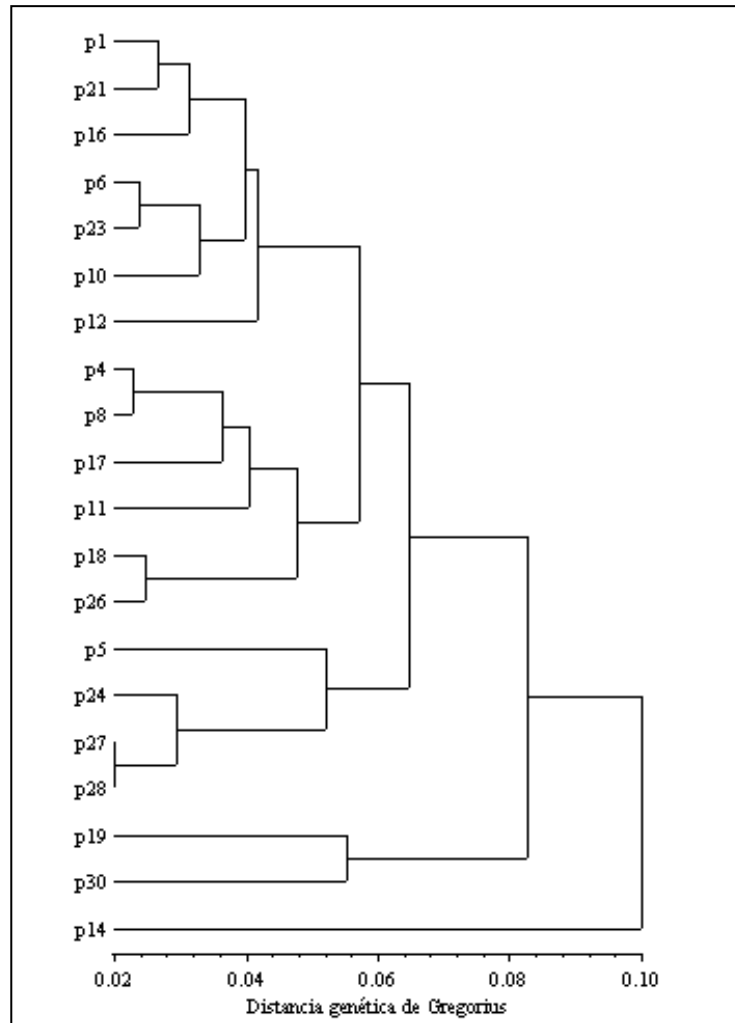 p1
p21
p16
p6
p23
p10
p12
p4
p8
p17
p11
p18
p26
p5
p24
p27
p28
p19
p30
p14
0.02 0.04 0.06 0.08 0.10
Distancia genética de Gregorius